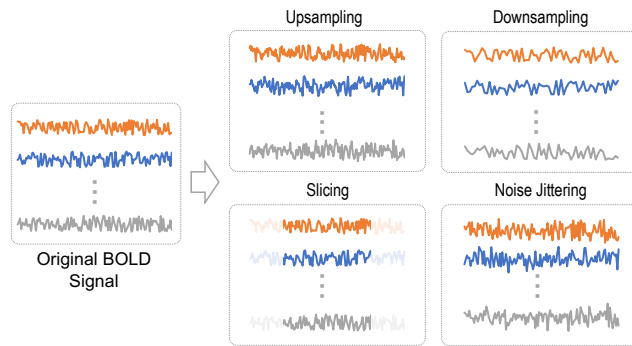 Upsampling
Downsampling
Original BOLD
Signal
Slicing
Noise Jittering